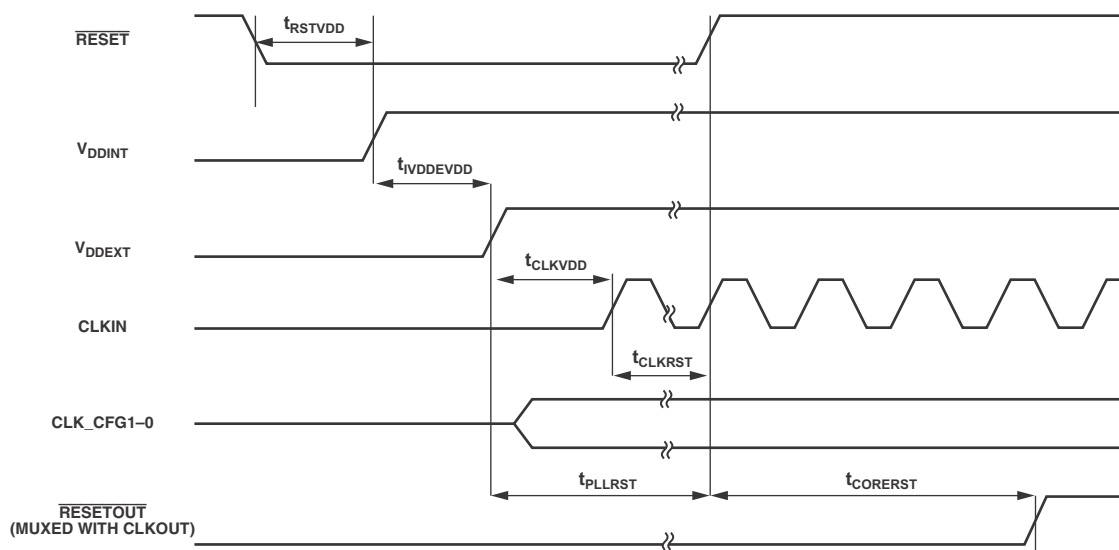 RESET
tRSTVDD
VDDINT
tIVDDEVDD
VDDEXT
tCLKVDD
CLKIN
tCLKRST
CLK_CFG1–0
tPLLRST
tCORERST
RESETOUT
(MUXED WITH CLKOUT)